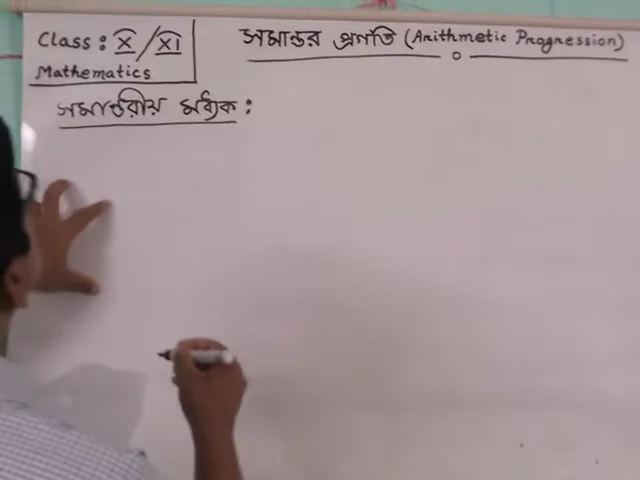 Class: X/XI
Mathematics
সমান্তর প্রগতি (Arithmetic Progression)
সমান্তরীয় মধ্যক: